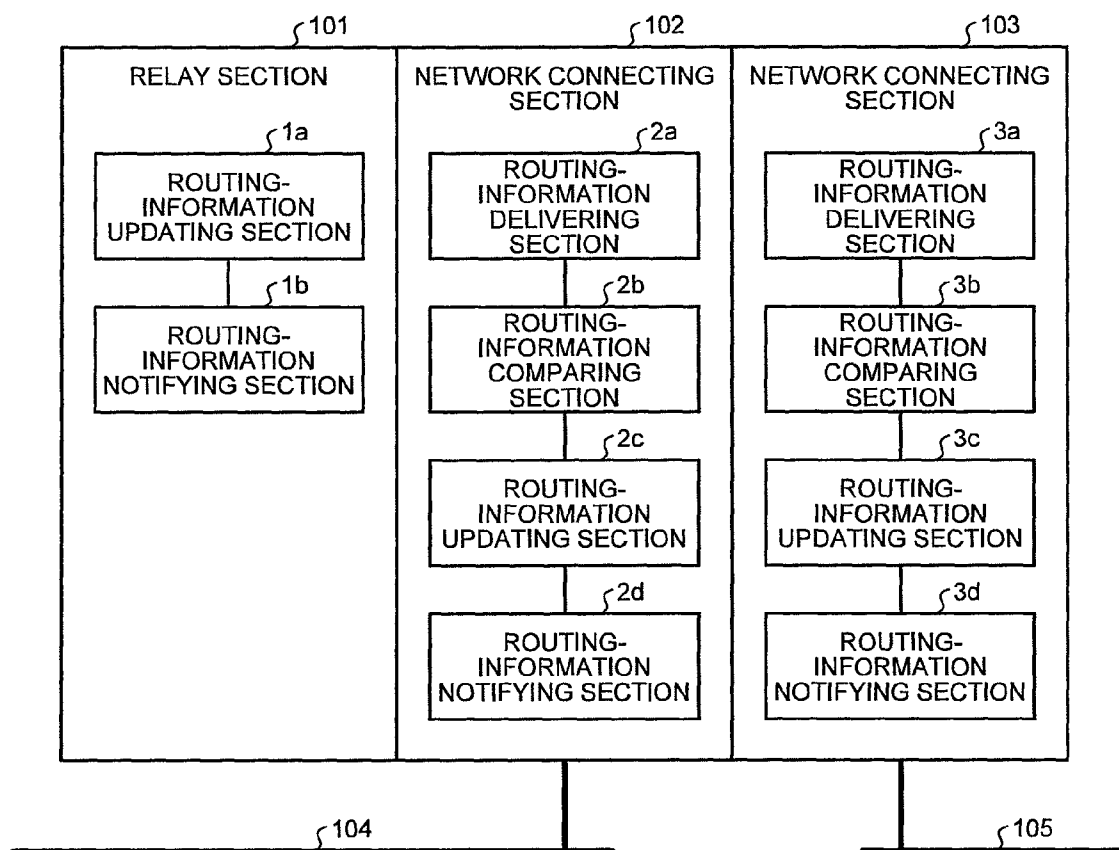 101
102
103
RELAY SECTION
NETWORK CONNECTING
SECTION
NETWORK CONNECTING
SECTION
1a
ROUTING-
INFORMATION
UPDATING SECTION
1b
ROUTING-
INFORMATION
NOTIFYING SECTION
2a
ROUTING-
INFORMATION
DELIVERING
SECTION
2b
ROUTING-
INFORMATION
COMPARING
SECTION
2c
ROUTING-
INFORMATION
UPDATING SECTION
2d
ROUTING-
INFORMATION
NOTIFYING SECTION
3a
ROUTING-
INFORMATION
DELIVERING
SECTION
3b
ROUTING-
INFORMATION
COMPARING
SECTION
3c
ROUTING-
INFORMATION
UPDATING SECTION
3d
ROUTING-
INFORMATION
NOTIFYING SECTION
104
105